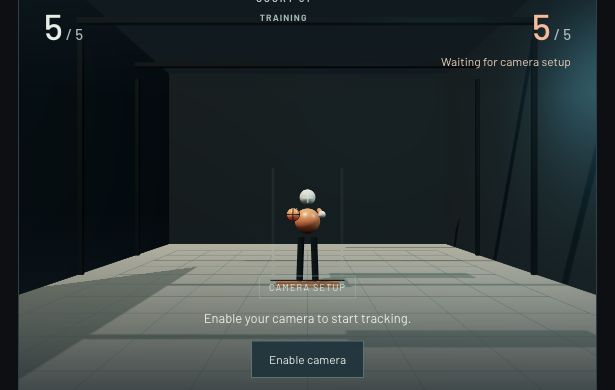 TRAINING
5 / 5
5 / 5
Waiting for camera setup
CAMERA SETUP
Enable your camera to start tracking.
Enable camera